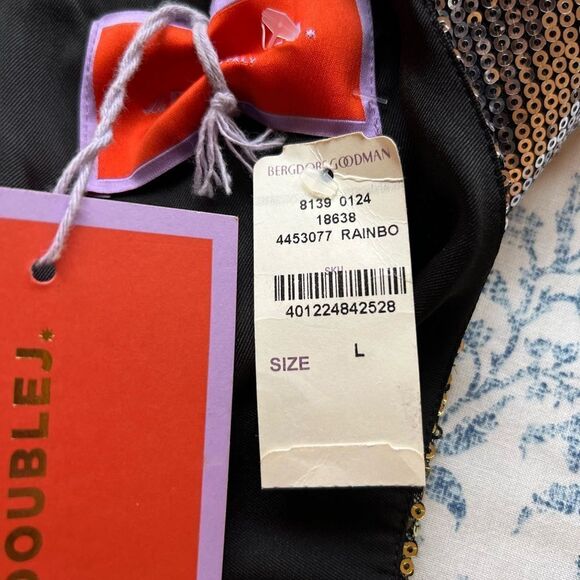 BERGDORF GOODMAN
8139 0124
18638
4453077 RAINBO
SKU
401224842528
SIZE L
DOUBLEJ.